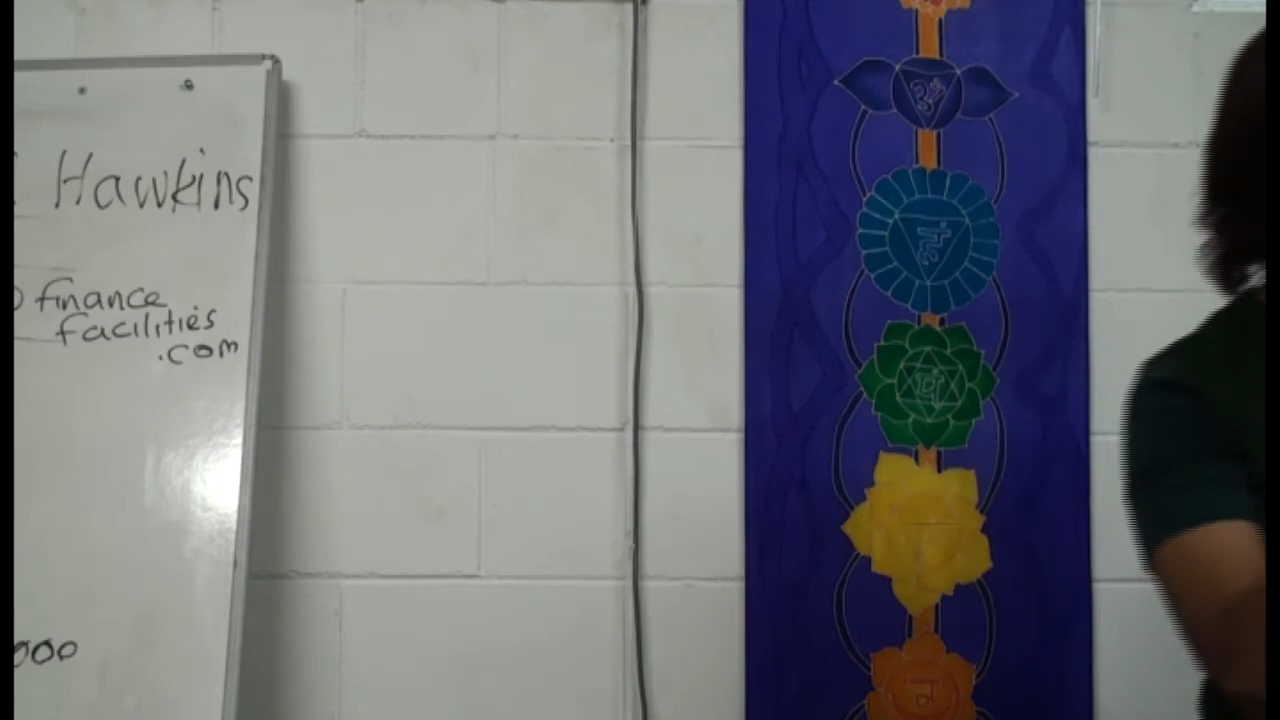 Hawkins
finance
facilities
.com
000
ॐ
हं
यं